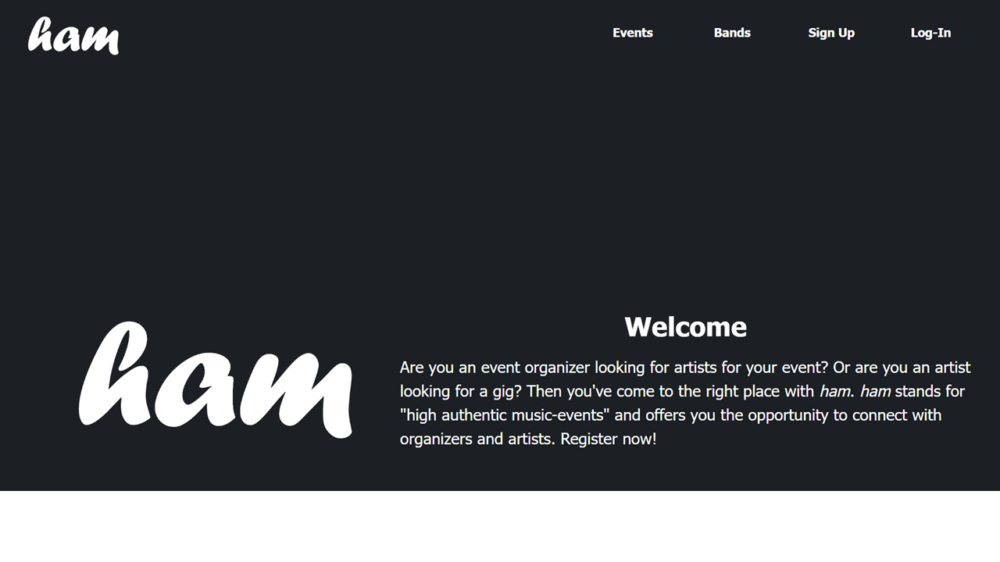 ham
Events
Bands
Sign Up
Log-In
ham
Welcome
Are you an event organizer looking for artists for your event? Or are you an artist
looking for a gig? Then you've come to the right place with ham. ham stands for
"high authentic music-events" and offers you the opportunity to connect with
organizers and artists. Register now!